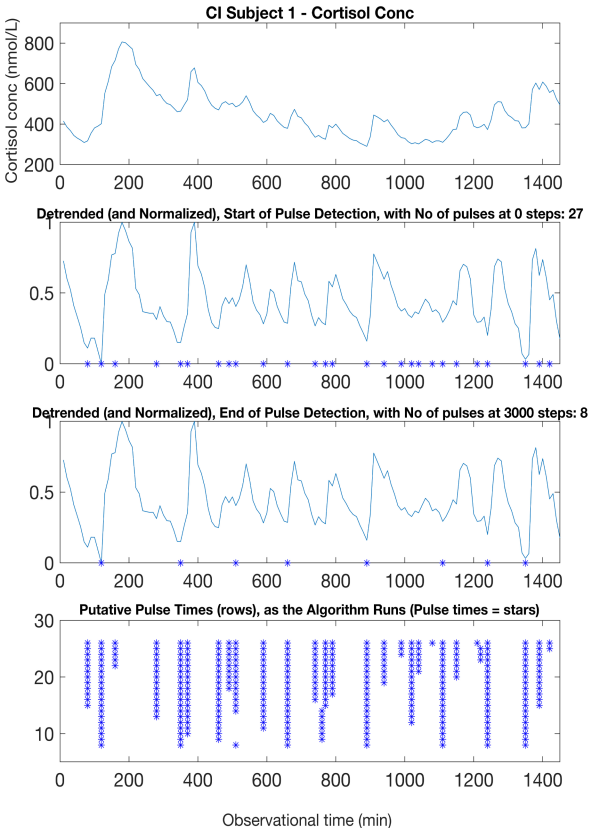 CI Subject 1 - Cortisol Conc
Cortisol conc (nmol/L)
800
600
400
200
0 200 400 600 800 1000 1200 1400
Detrended (and Normalized), Start of Pulse Detection, with No of pulses at 0 steps: 27
1
0.5
0
0 200 400 600 800 1000 1200 1400
Detrended (and Normalized), End of Pulse Detection, with No of pulses at 3000 steps: 8
1
0.5
0
0 200 400 600 800 1000 1200 1400
Putative Pulse Times (rows), as the Algorithm Runs (Pulse times = stars)
30
20
10
0 200 400 600 800 1000 1200 1400
Observational time (min)